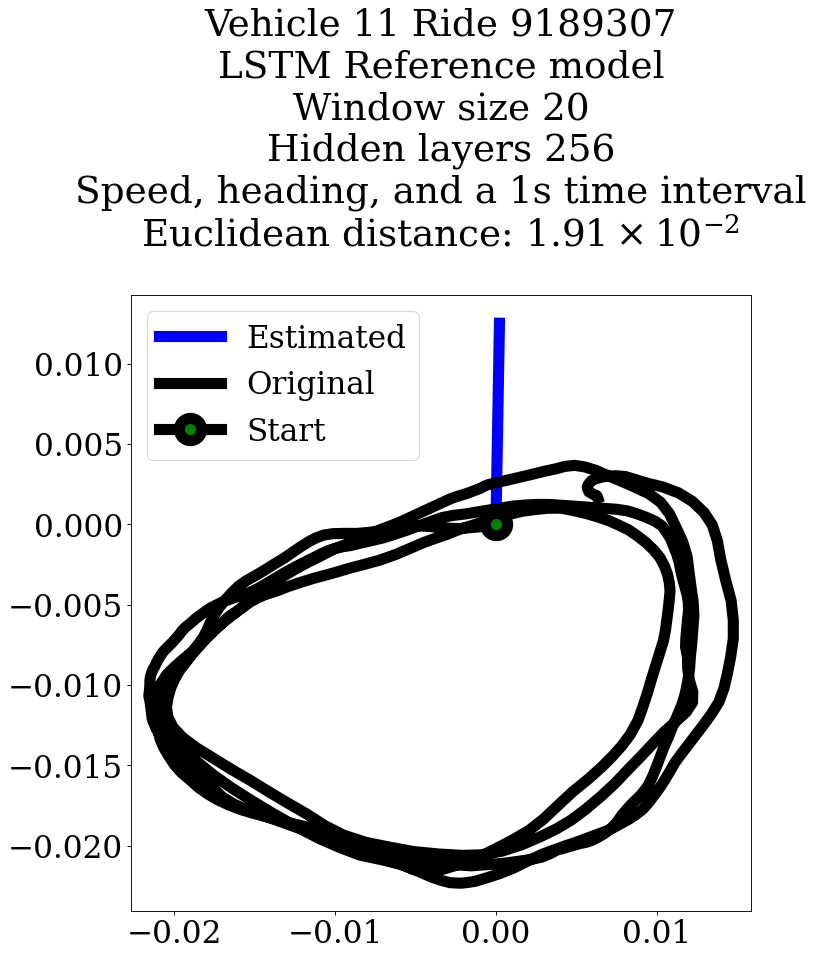 Vehicle 11 Ride 9189307
LSTM Reference model
Window size 20
Hidden layers 256
Speed, heading, and a 1s time interval
Euclidean distance: 1.91 × 10⁻²
Estimated
Original
Start
0.010
0.005
0.000
−0.005
−0.010
−0.015
−0.020
−0.02 −0.01 0.00 0.01